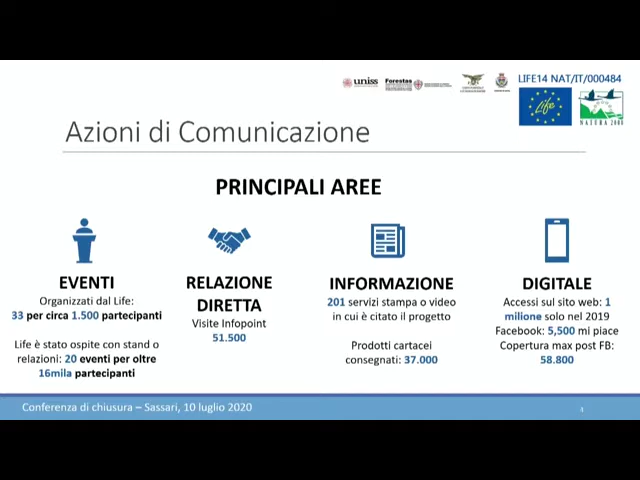 uniss
Forestas
LIFE14 NAT/IT/000484
Life
NATURA 2000
Azioni di Comunicazione
PRINCIPALI AREE
EVENTI
Organizzati dal Life:
33 per circa 1.500 partecipanti
Life è stato ospite con stand o
relazioni: 20 eventi per oltre
16mila partecipanti
RELAZIONE
DIRETTA
Visite Infopoint
51.500
INFORMAZIONE
201 servizi stampa o video
in cui è citato il progetto
Prodotti cartacei
consegnati: 37.000
DIGITALE
Accessi sul sito web: 1
milione solo nel 2019
Facebook: 5,500 mi piace
Copertura max post FB:
58.800
Conferenza di chiusura – Sassari, 10 luglio 2020